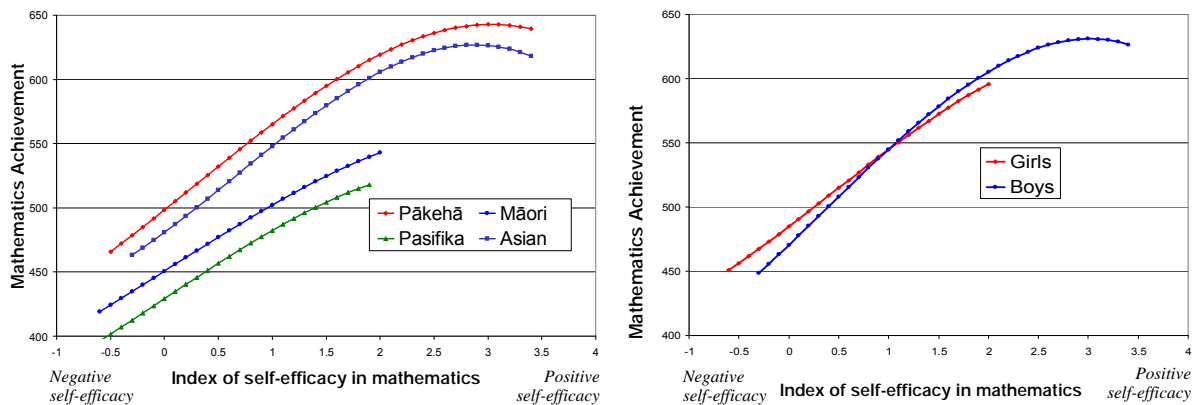 Mathematics Achievement
650
600
550
500
450
400
-1 -0.5 0 0.5 1 1.5 2 2.5 3 3.5 4
Pākehā Māori
Pasifika Asian
Negative
self-efficacy
Index of self-efficacy in mathematics
Positive
self-efficacy
Mathematics Achievement
650
600
550
500
450
400
-1 -0.5 0 0.5 1 1.5 2 2.5 3 3.5 4
Girls
Boys
Negative
self-efficacy
Index of self-efficacy in mathematics
Positive
self-efficacy